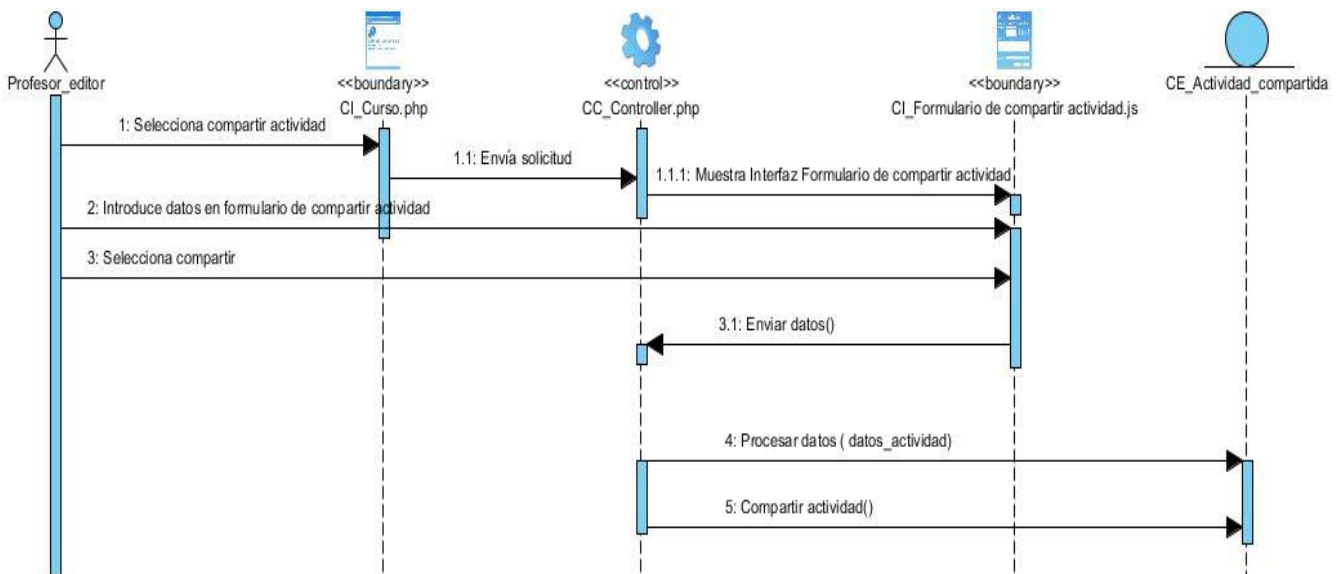 Profesor_editor
<<boundary>>
CI_Curso.php
<<control>>
CC_Controller.php
<<boundary>>
CI_Formulario de compartir actividad.js
CE_Actividad_compartida
1: Selecciona compartir actividad
1.1: Envía solicitud
1.1.1: Muestra Interfaz Formulario de compartir actividad
2: Introduce datos en formulario de compartir actividad
3: Selecciona compartir
3.1: Enviar datos()
4: Procesar datos ( datos_actividad)
5: Compartir actividad()